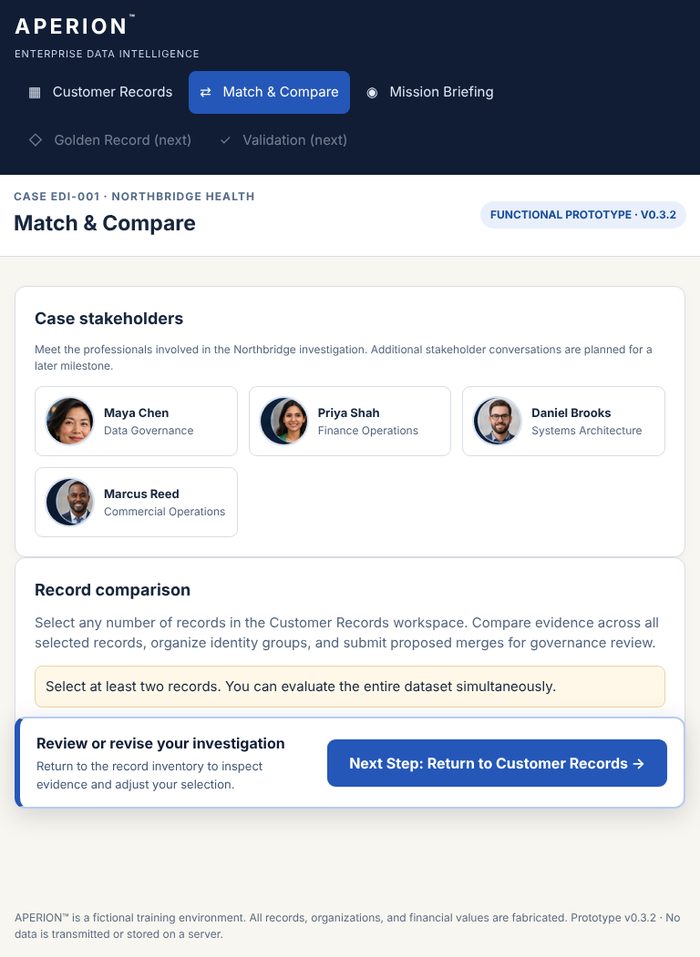 APERION™
ENTERPRISE DATA INTELLIGENCE
Customer Records
Match & Compare
Mission Briefing
Golden Record (next)
Validation (next)
CASE EDI-001 · NORTHBRIDGE HEALTH
Match & Compare
FUNCTIONAL PROTOTYPE · V0.3.2
Case stakeholders
Meet the professionals involved in the Northbridge investigation. Additional stakeholder conversations are planned for a
later milestone.
Maya Chen
Data Governance
Priya Shah
Finance Operations
Daniel Brooks
Systems Architecture
Marcus Reed
Commercial Operations
Record comparison
Select any number of records in the Customer Records workspace. Compare evidence across all
selected records, organize identity groups, and submit proposed merges for governance review.
Select at least two records. You can evaluate the entire dataset simultaneously.
Review or revise your investigation
Return to the record inventory to inspect
evidence and adjust your selection.
Next Step: Return to Customer Records →
APERION™ is a fictional training environment. All records, organizations, and financial values are fabricated. Prototype v0.3.2 · No
data is transmitted or stored on a server.